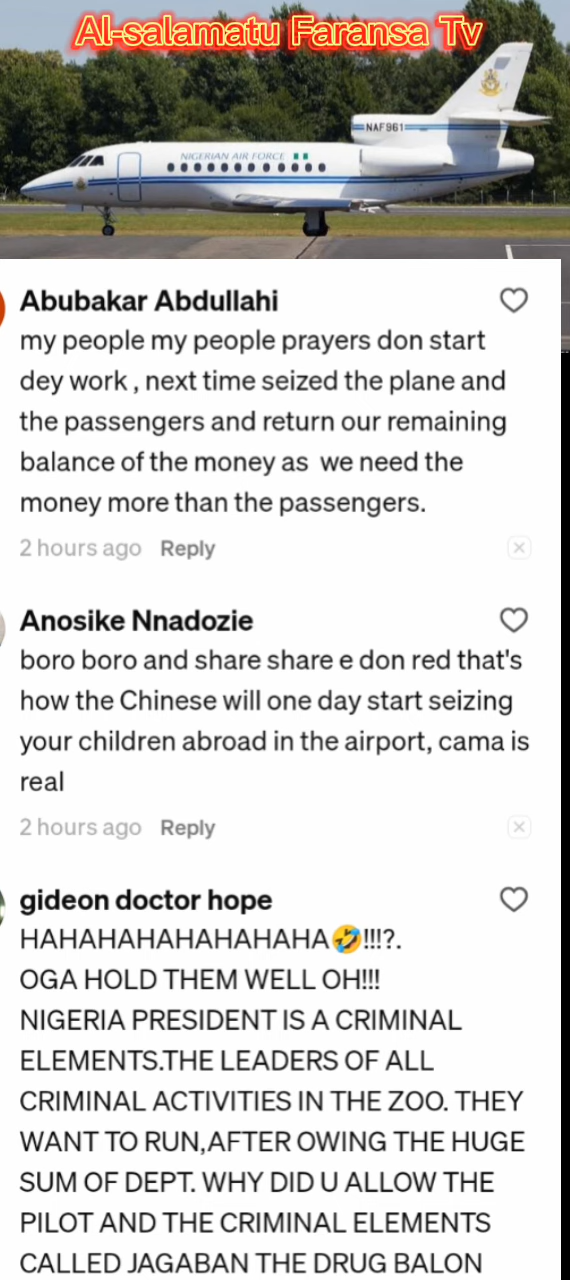 Al-salamatu Faransa Tv
NAF961
NIGERIAN AIR FORCE
Abubakar Abdullahi
my people my people prayers don start
dey work , next time seized the plane and
the passengers and return our remaining
balance of the money as we need the
money more than the passengers.
2 hours ago Reply
Anosike Nnadozie
boro boro and share share e don red that's
how the Chinese will one day start seizing
your children abroad in the airport, cama is
real
2 hours ago Reply
gideon doctor hope
HAHAHAHAHAHAHAHA🤣!!!?.
OGA HOLD THEM WELL OH!!!
NIGERIA PRESIDENT IS A CRIMINAL
ELEMENTS.THE LEADERS OF ALL
CRIMINAL ACTIVITIES IN THE ZOO. THEY
WANT TO RUN,AFTER OWING THE HUGE
SUM OF DEPT. WHY DID U ALLOW THE
PILOT AND THE CRIMINAL ELEMENTS
CALLED JAGABAN THE DRUG BALON